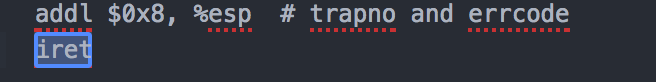 addl $0x8, %esp  # trapno and errcode
iret